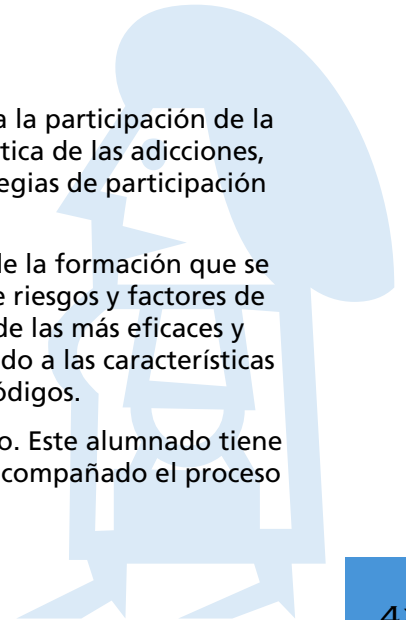 a la participación de la
tica de las adicciones,
egias de participación
de la formación que se
e riesgos y factores de
de las más eficaces y
do a las características
ódigos.
o. Este alumnado tiene
compañado el proceso